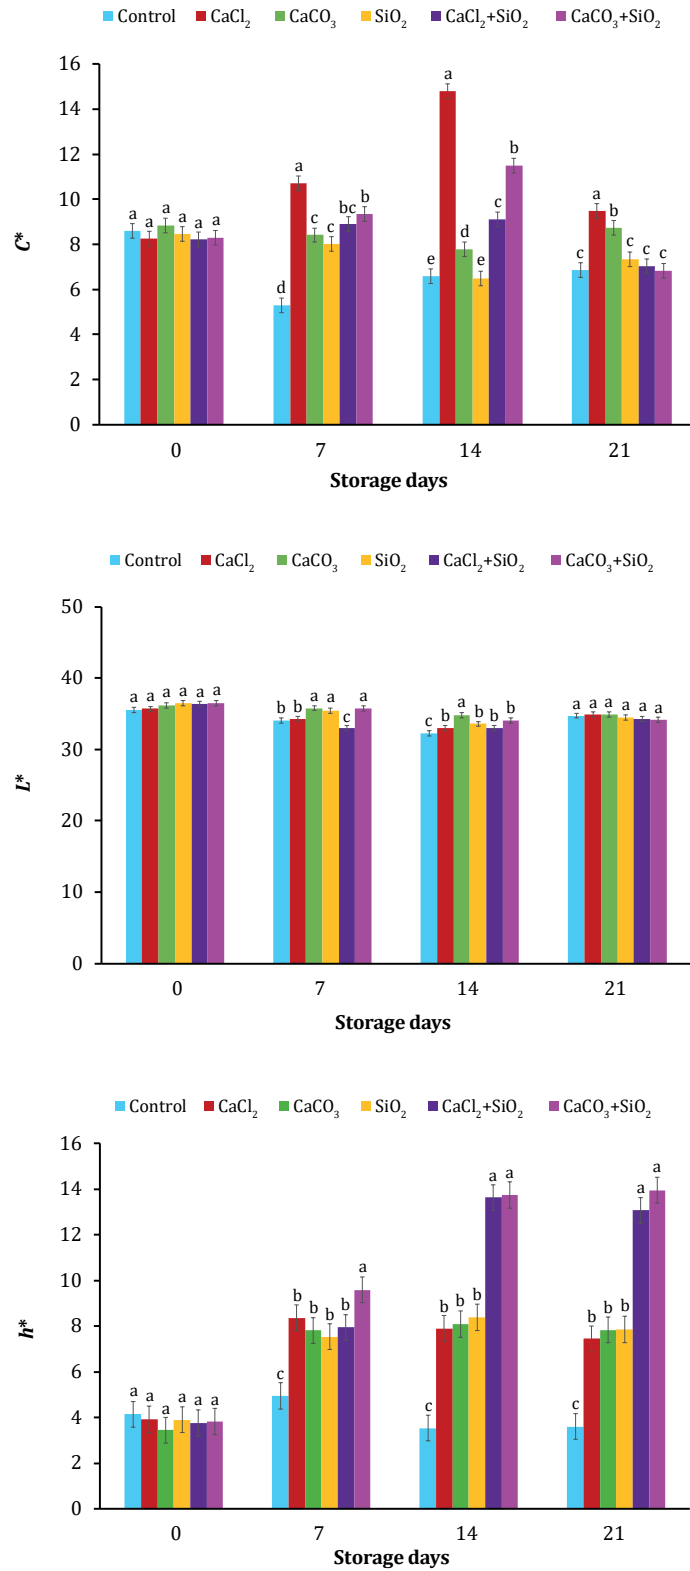 Control CaCl₂ CaCO₃ SiO₂ CaCl₂+SiO₂ CaCO₃+SiO₂
16
14
12
10
8
6
4
2
0
C*
a a a a a a
d a c c bc b
e a d e c b
c a b c c c
0 7 14 21
Storage days
Control CaCl₂ CaCO₃ SiO₂ CaCl₂+SiO₂ CaCO₃+SiO₂
50
40
30
20
10
0
L*
a a a a a a
b b a a c a
c b a b b b
a a a a a a
0 7 14 21
Storage days
Control CaCl₂ CaCO₃ SiO₂ CaCl₂+SiO₂ CaCO₃+SiO₂
16
14
12
10
8
6
4
2
0
h*
a a a a a a
c b b b b a
c b b b a a
c b b b a a
0 7 14 21
Storage days